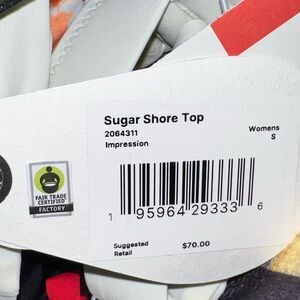 Sugar Shore Top
2064311
Womens
Impression
S
1 95964 29333 6
FAIR TRADE
CERTIFIED
FACTORY
Suggested
Retail
$70.00